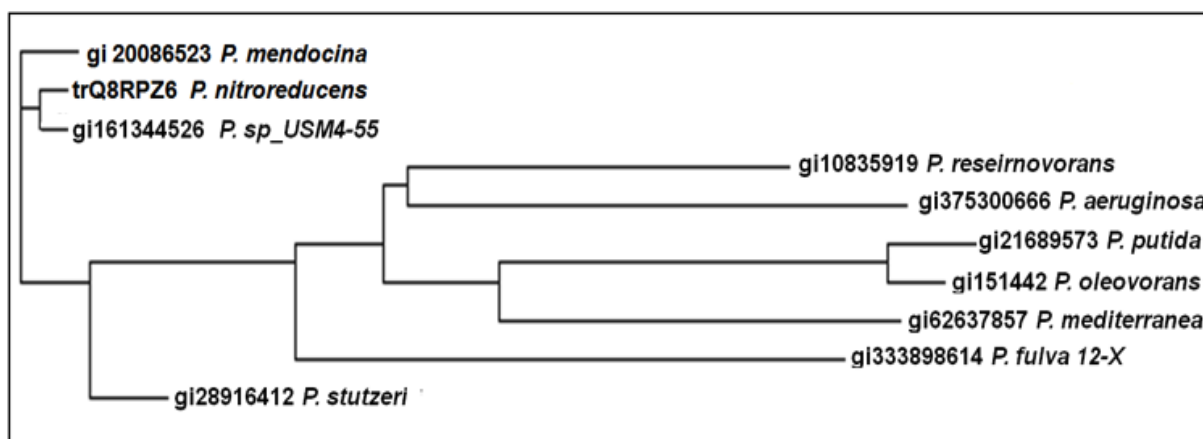 gi 20086523 P. mendocina
trQ8RPZ6 P. nitroreducens
gi161344526 P. sp_USM4-55
gi10835919 P. reseirnovorans
gi375300666 P. aeruginosa
gi21689573 P. putida
gi151442 P. oleovorans
gi62637857 P. mediterranea
gi333898614 P. fulva 12-X
gi28916412 P. stutzeri